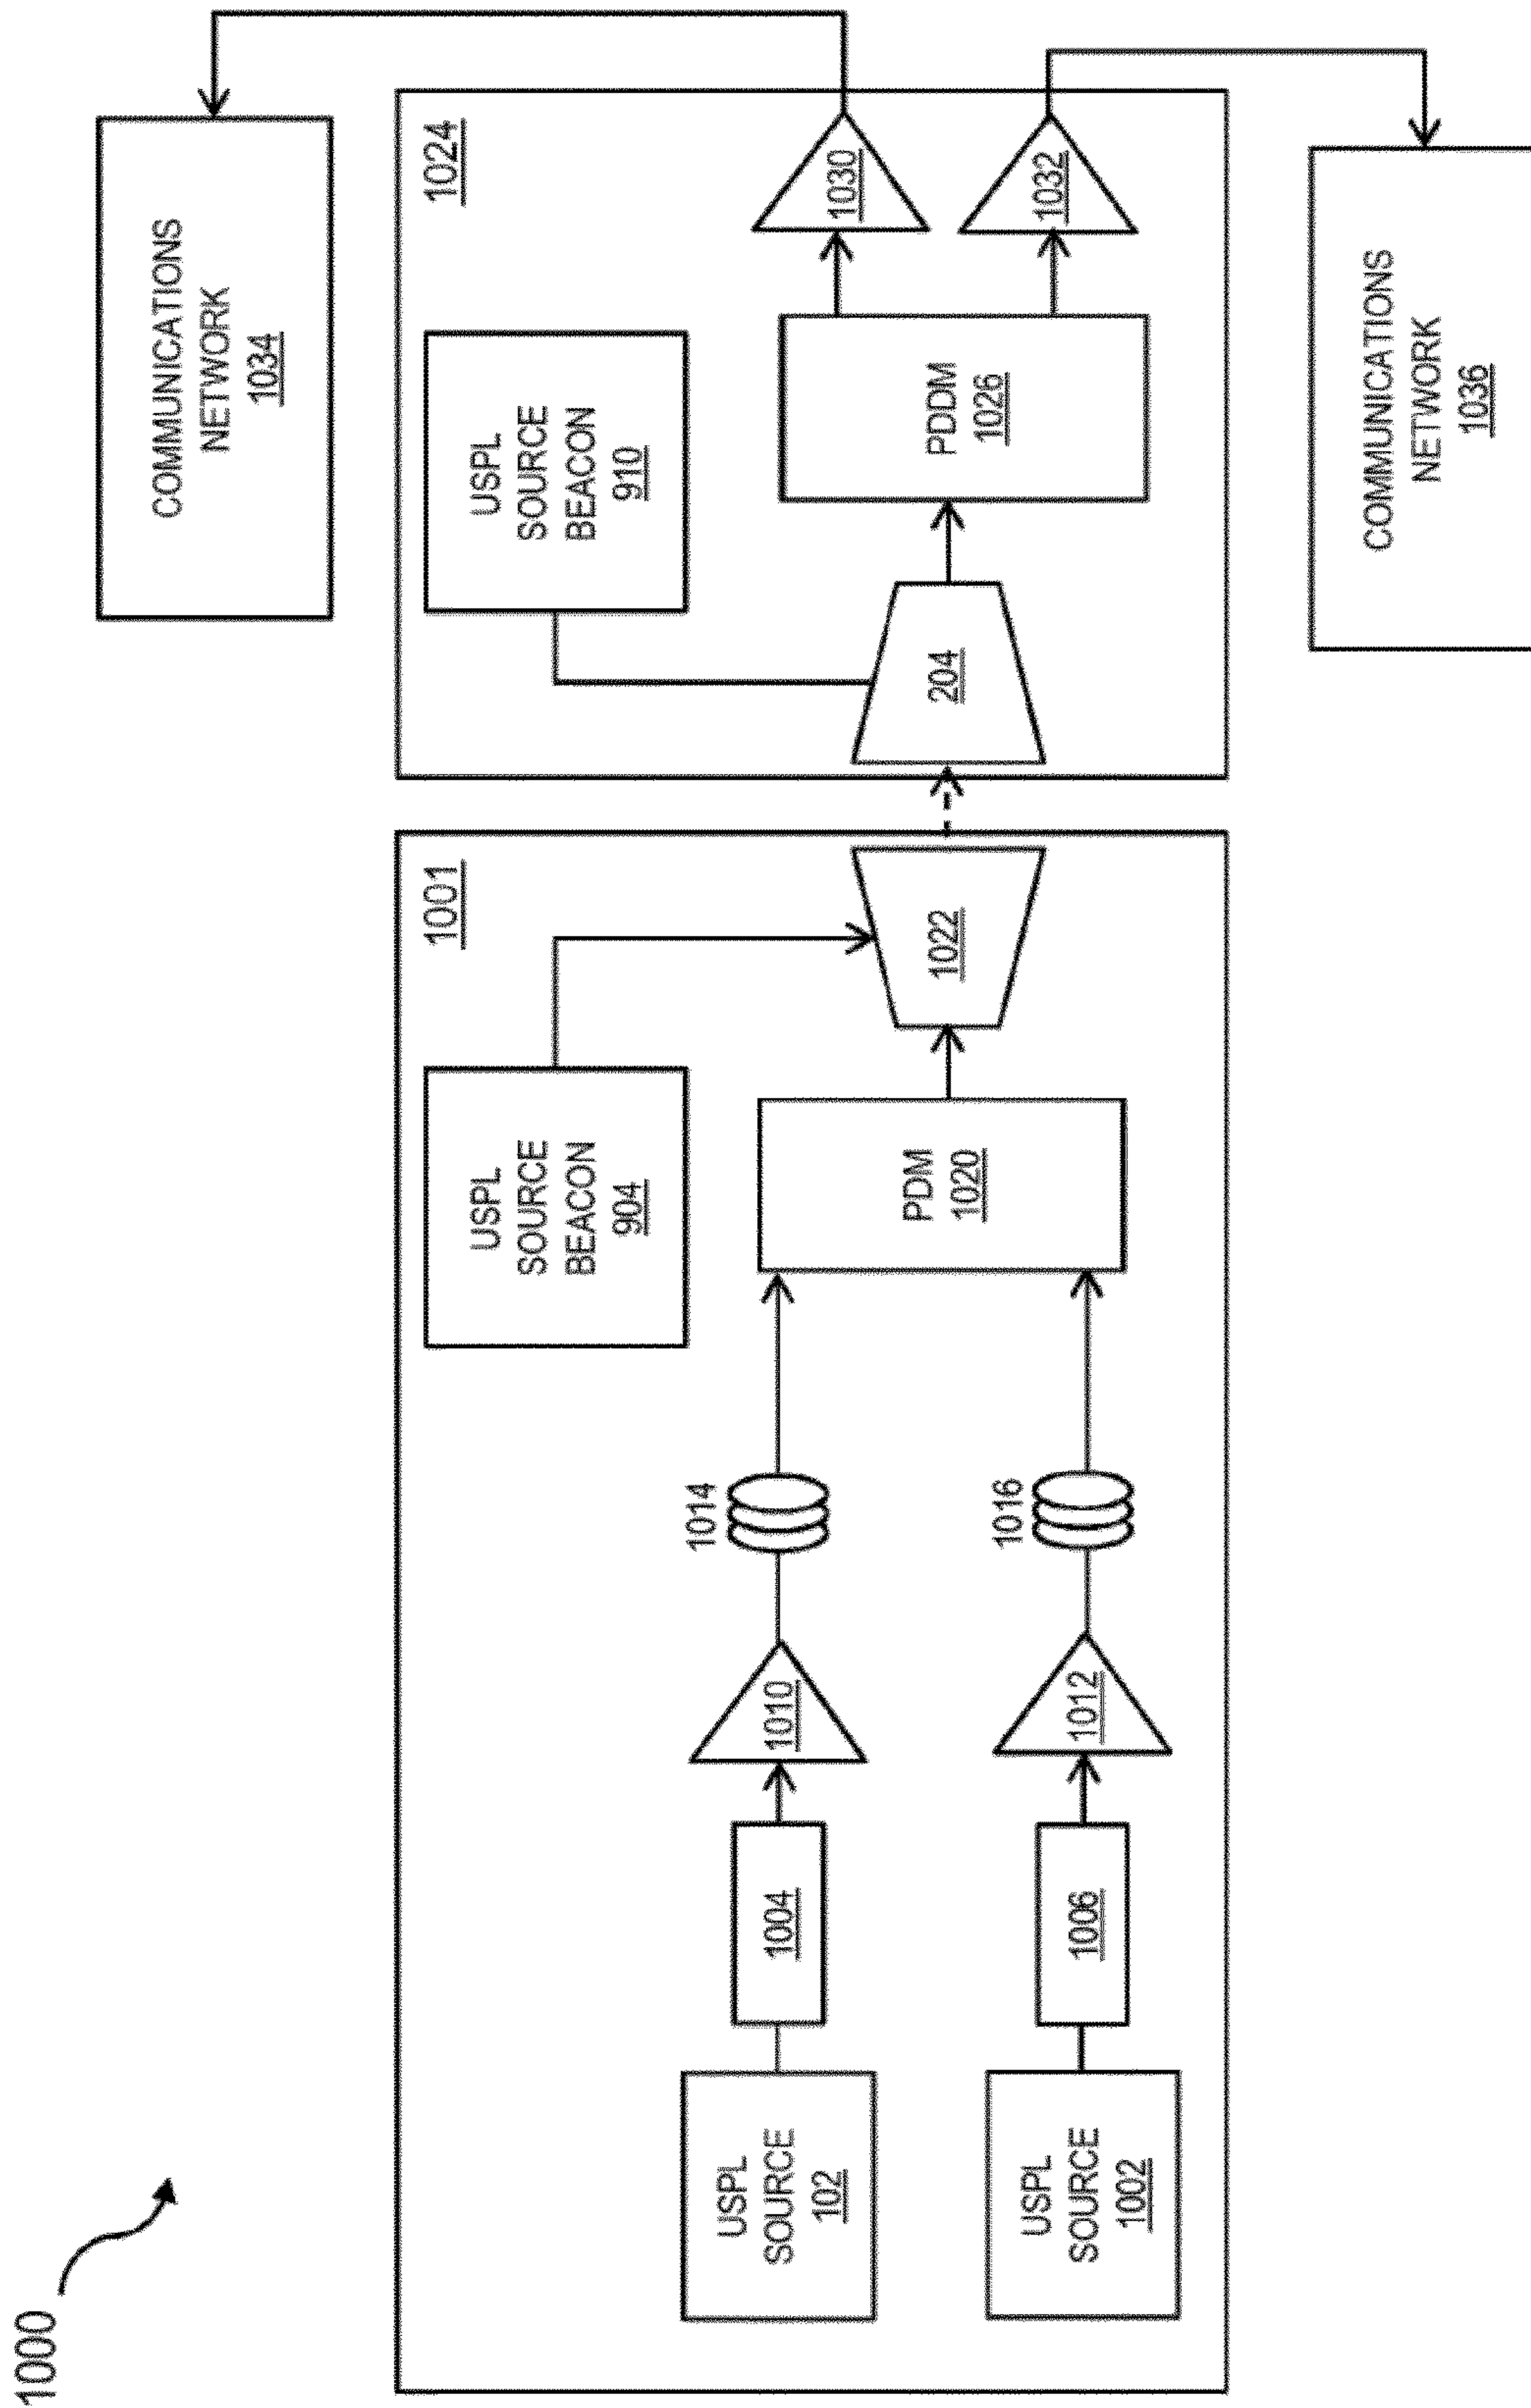 1000
1001
USPL
SOURCE
102
1004
1010
1014
USPL
SOURCE
1002
1006
1012
1016
USPL
SOURCE
BEACON
904
PDM
1020
1022
1024
USPL
SOURCE
BEACON
910
204
PDDM
1026
1030
1032
COMMUNICATIONS
NETWORK
1034
COMMUNICATIONS
NETWORK
1036